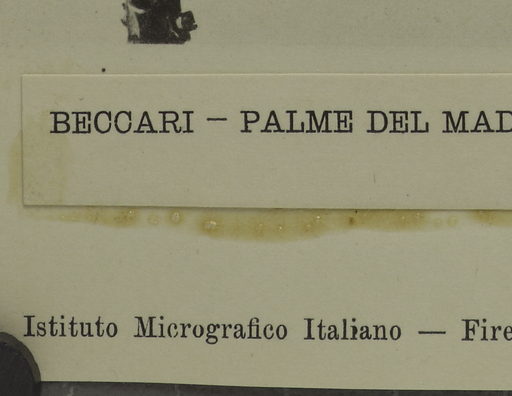 BECCARI — PALME DEL MAD
Istituto Micrografico Italiano — Fire